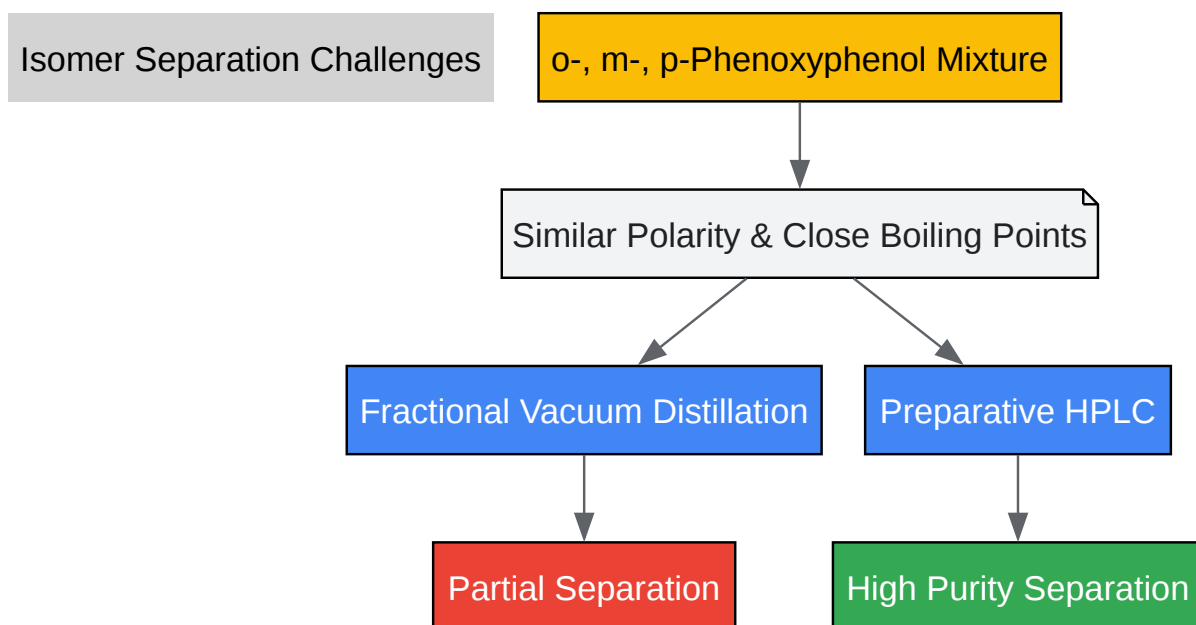 Isomer Separation Challenges
o-, m-, p-Phenoxyphenol Mixture
Similar Polarity & Close Boiling Points
Fractional Vacuum Distillation
Preparative HPLC
Partial Separation
High Purity Separation